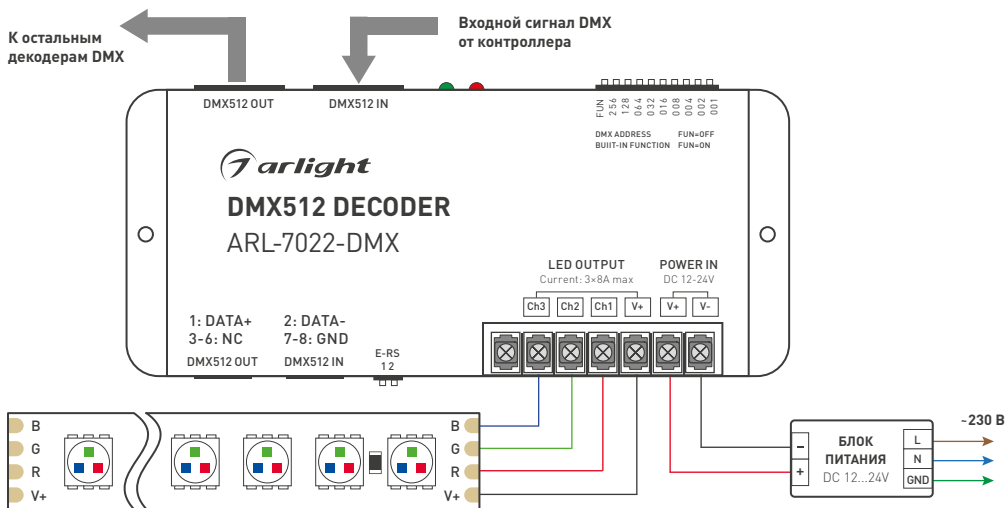 К остальным
декодерам DMX
Входной сигнал DMX
от контроллера
DMX512 OUT
DMX512 IN
FUN
256
128
064
032
016
008
004
002
001
DMX ADDRESS FUN=OFF
BUIIT-IN FUNCTION FUN=ON
arlight
DMX512 DECODER
ARL-7022-DMX
LED OUTPUT
Current: 3×8A max
POWER IN
DC 12-24V
Ch3 Ch2 Ch1 V+ V+ V-
1: DATA+ 2: DATA-
3-6: NC 7-8: GND
DMX512 OUT DMX512 IN
E-RS
1 2
B
G
R
V+
B
G
R
V+
–
+
БЛОК
ПИТАНИЯ
DC 12...24V
L
N
GND
~230 В